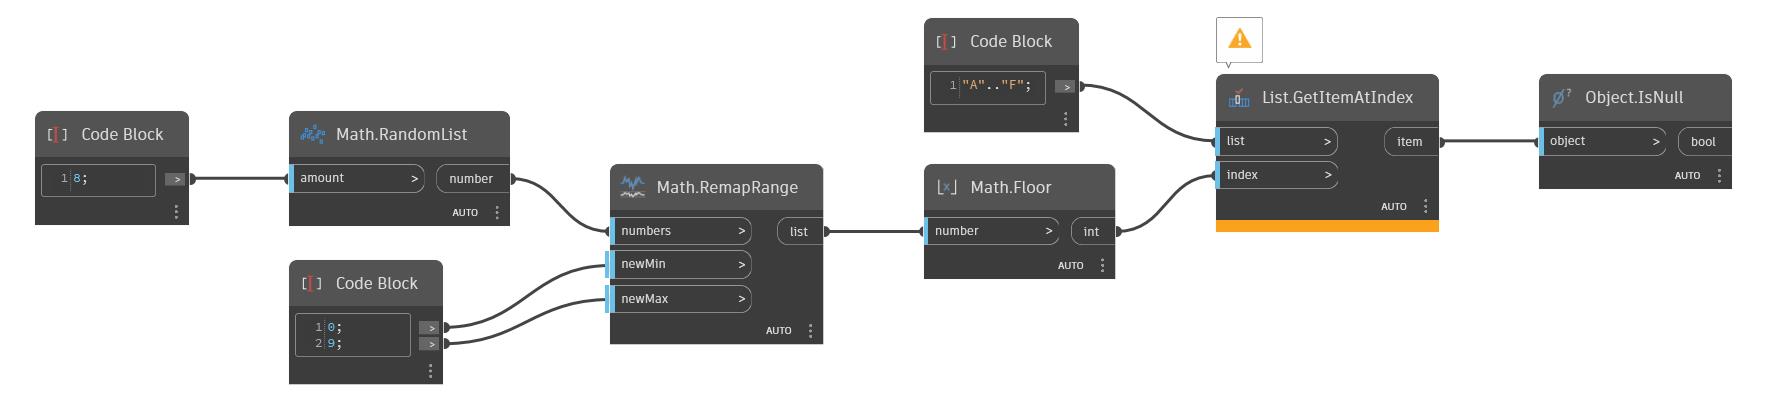 Code Block
1 8;
>
Math.RandomList
amount >
number
AUTO
Code Block
1 0;
2 9;
>
>
Math.RemapRange
numbers >
newMin >
newMax >
list
AUTO
Code Block
1 "A".."F";
>
Math.Floor
number >
int
AUTO
List.GetItemAtIndex
list >
index >
item
AUTO
Object.IsNull
object >
bool
AUTO